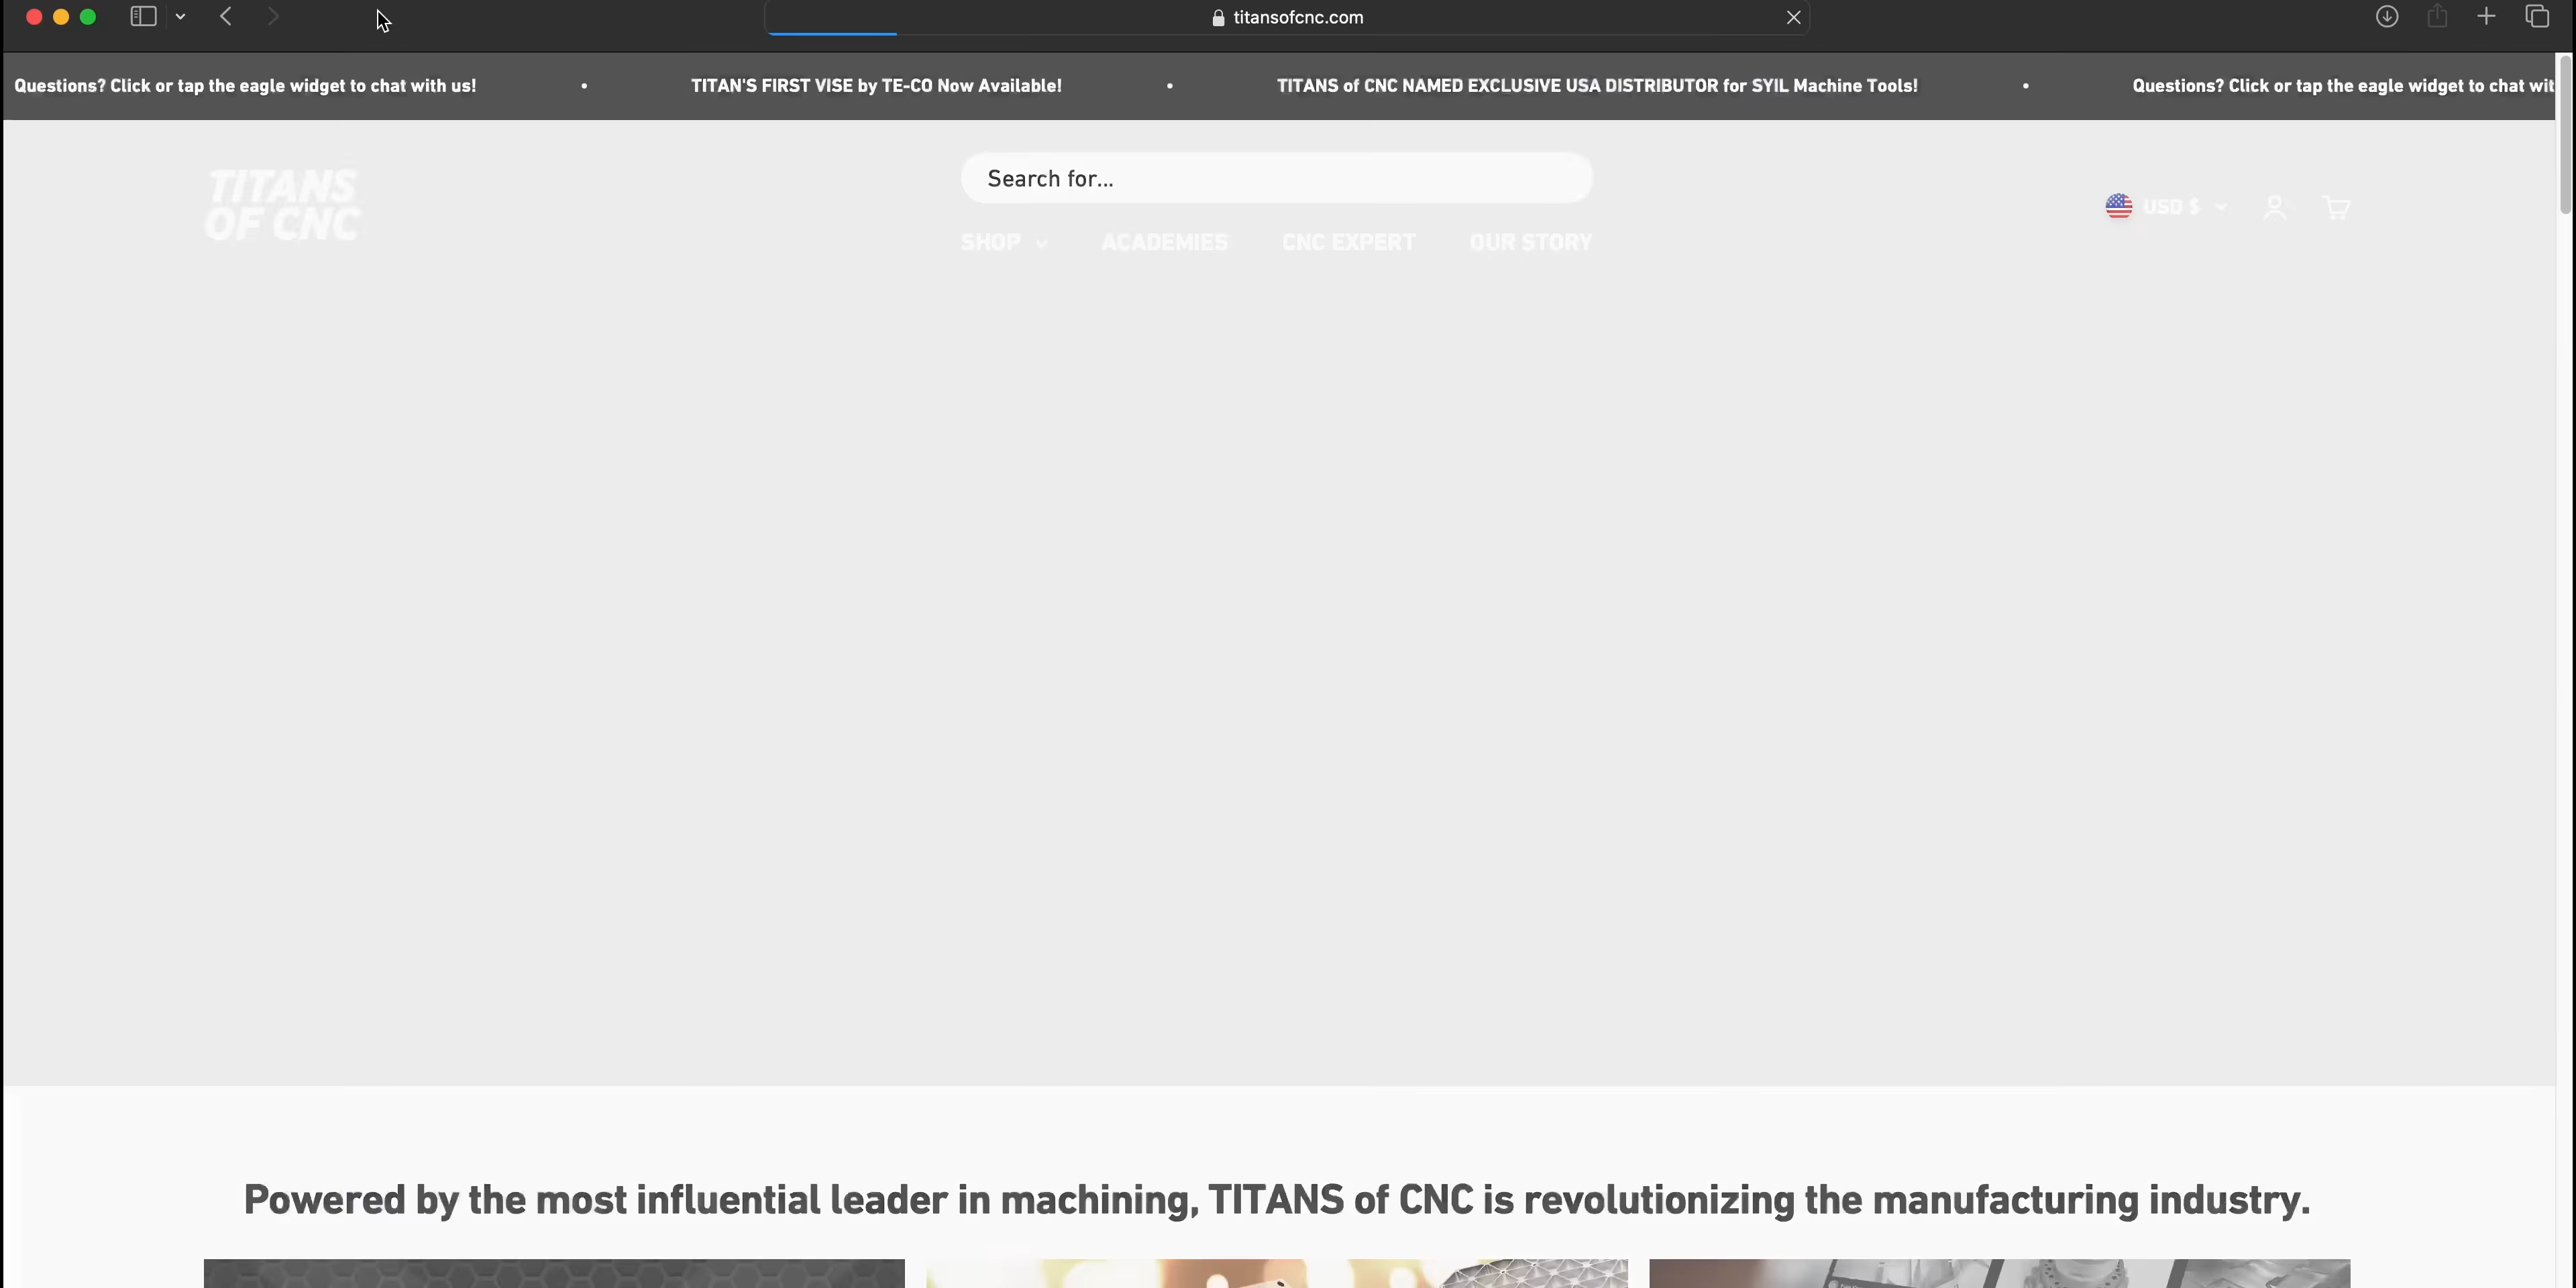 titansofcnc.com
Questions? Click or tap the eagle widget to chat with us! • TITAN'S FIRST VISE by TE-CO Now Available! • TITANS of CNC NAMED EXCLUSIVE USA DISTRIBUTOR for SYIL Machine Tools! • Questions? Click or tap the eagle widget to chat wit
TITANS
OF CNC
Search for...
USD $
SHOP ACADEMIES CNC EXPERT OUR STORY
Powered by the most influential leader in machining, TITANS of CNC is revolutionizing the manufacturing industry.